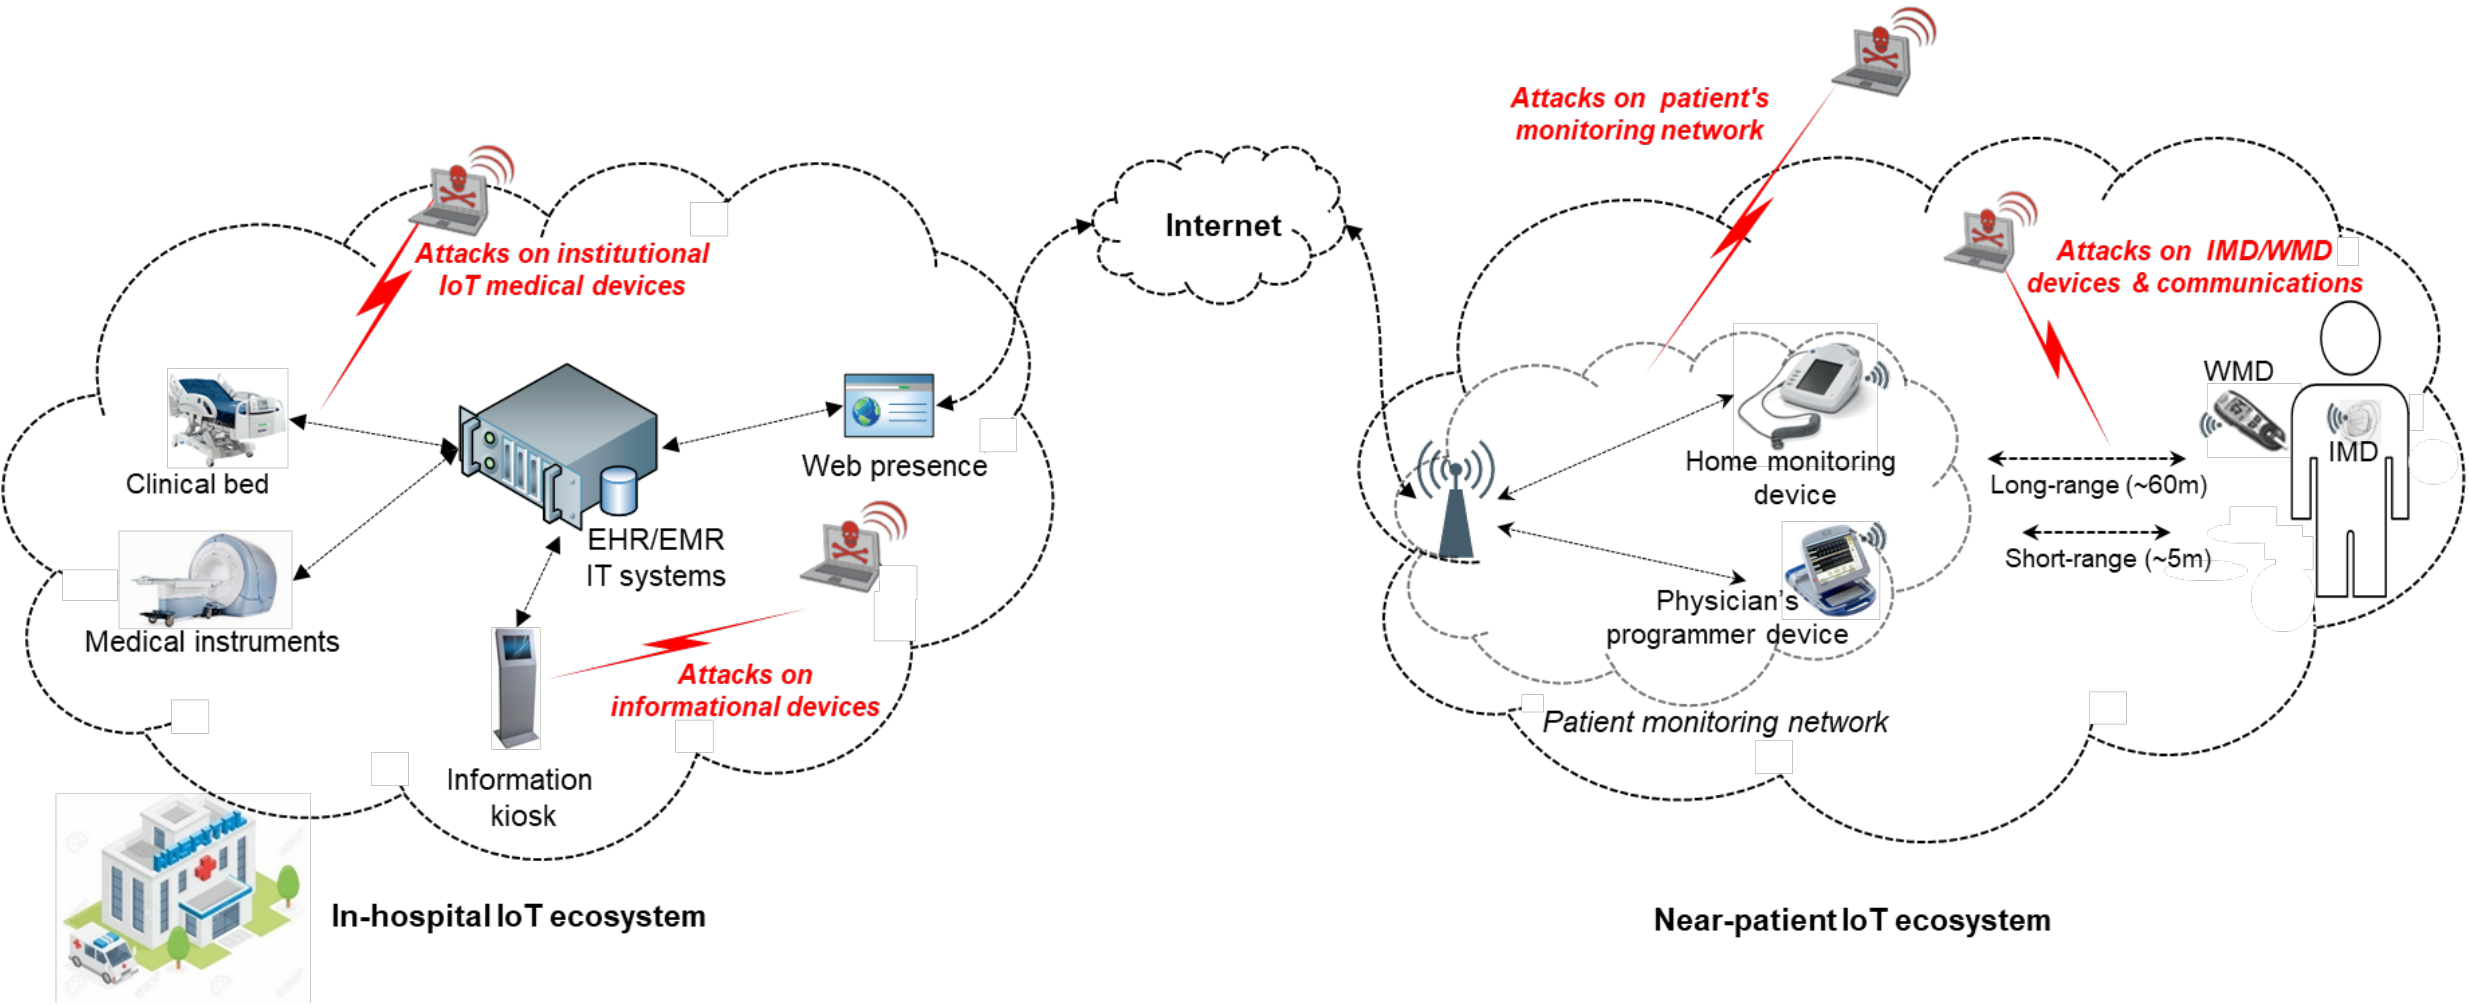 Attacks on patient's
monitoring network
Attacks on institutional
IoT medical devices
Internet
Attacks on IMD/WMD
devices & communications
WMD
IMD
Clinical bed
Web presence
Home monitoring
device
Long-range (~60m)
EHR/EMR
IT systems
Short-range (~5m)
Medical instruments
Physician's
programmer device
Attacks on
informational devices
Patient monitoring network
Information
kiosk
HOSPITAL
In-hospital IoT ecosystem
Near-patient IoT ecosystem